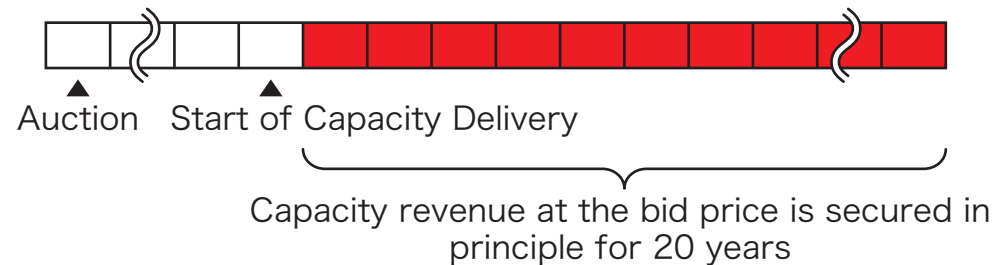 Auction Start of Capacity Delivery
Capacity revenue at the bid price is secured in
principle for 20 years